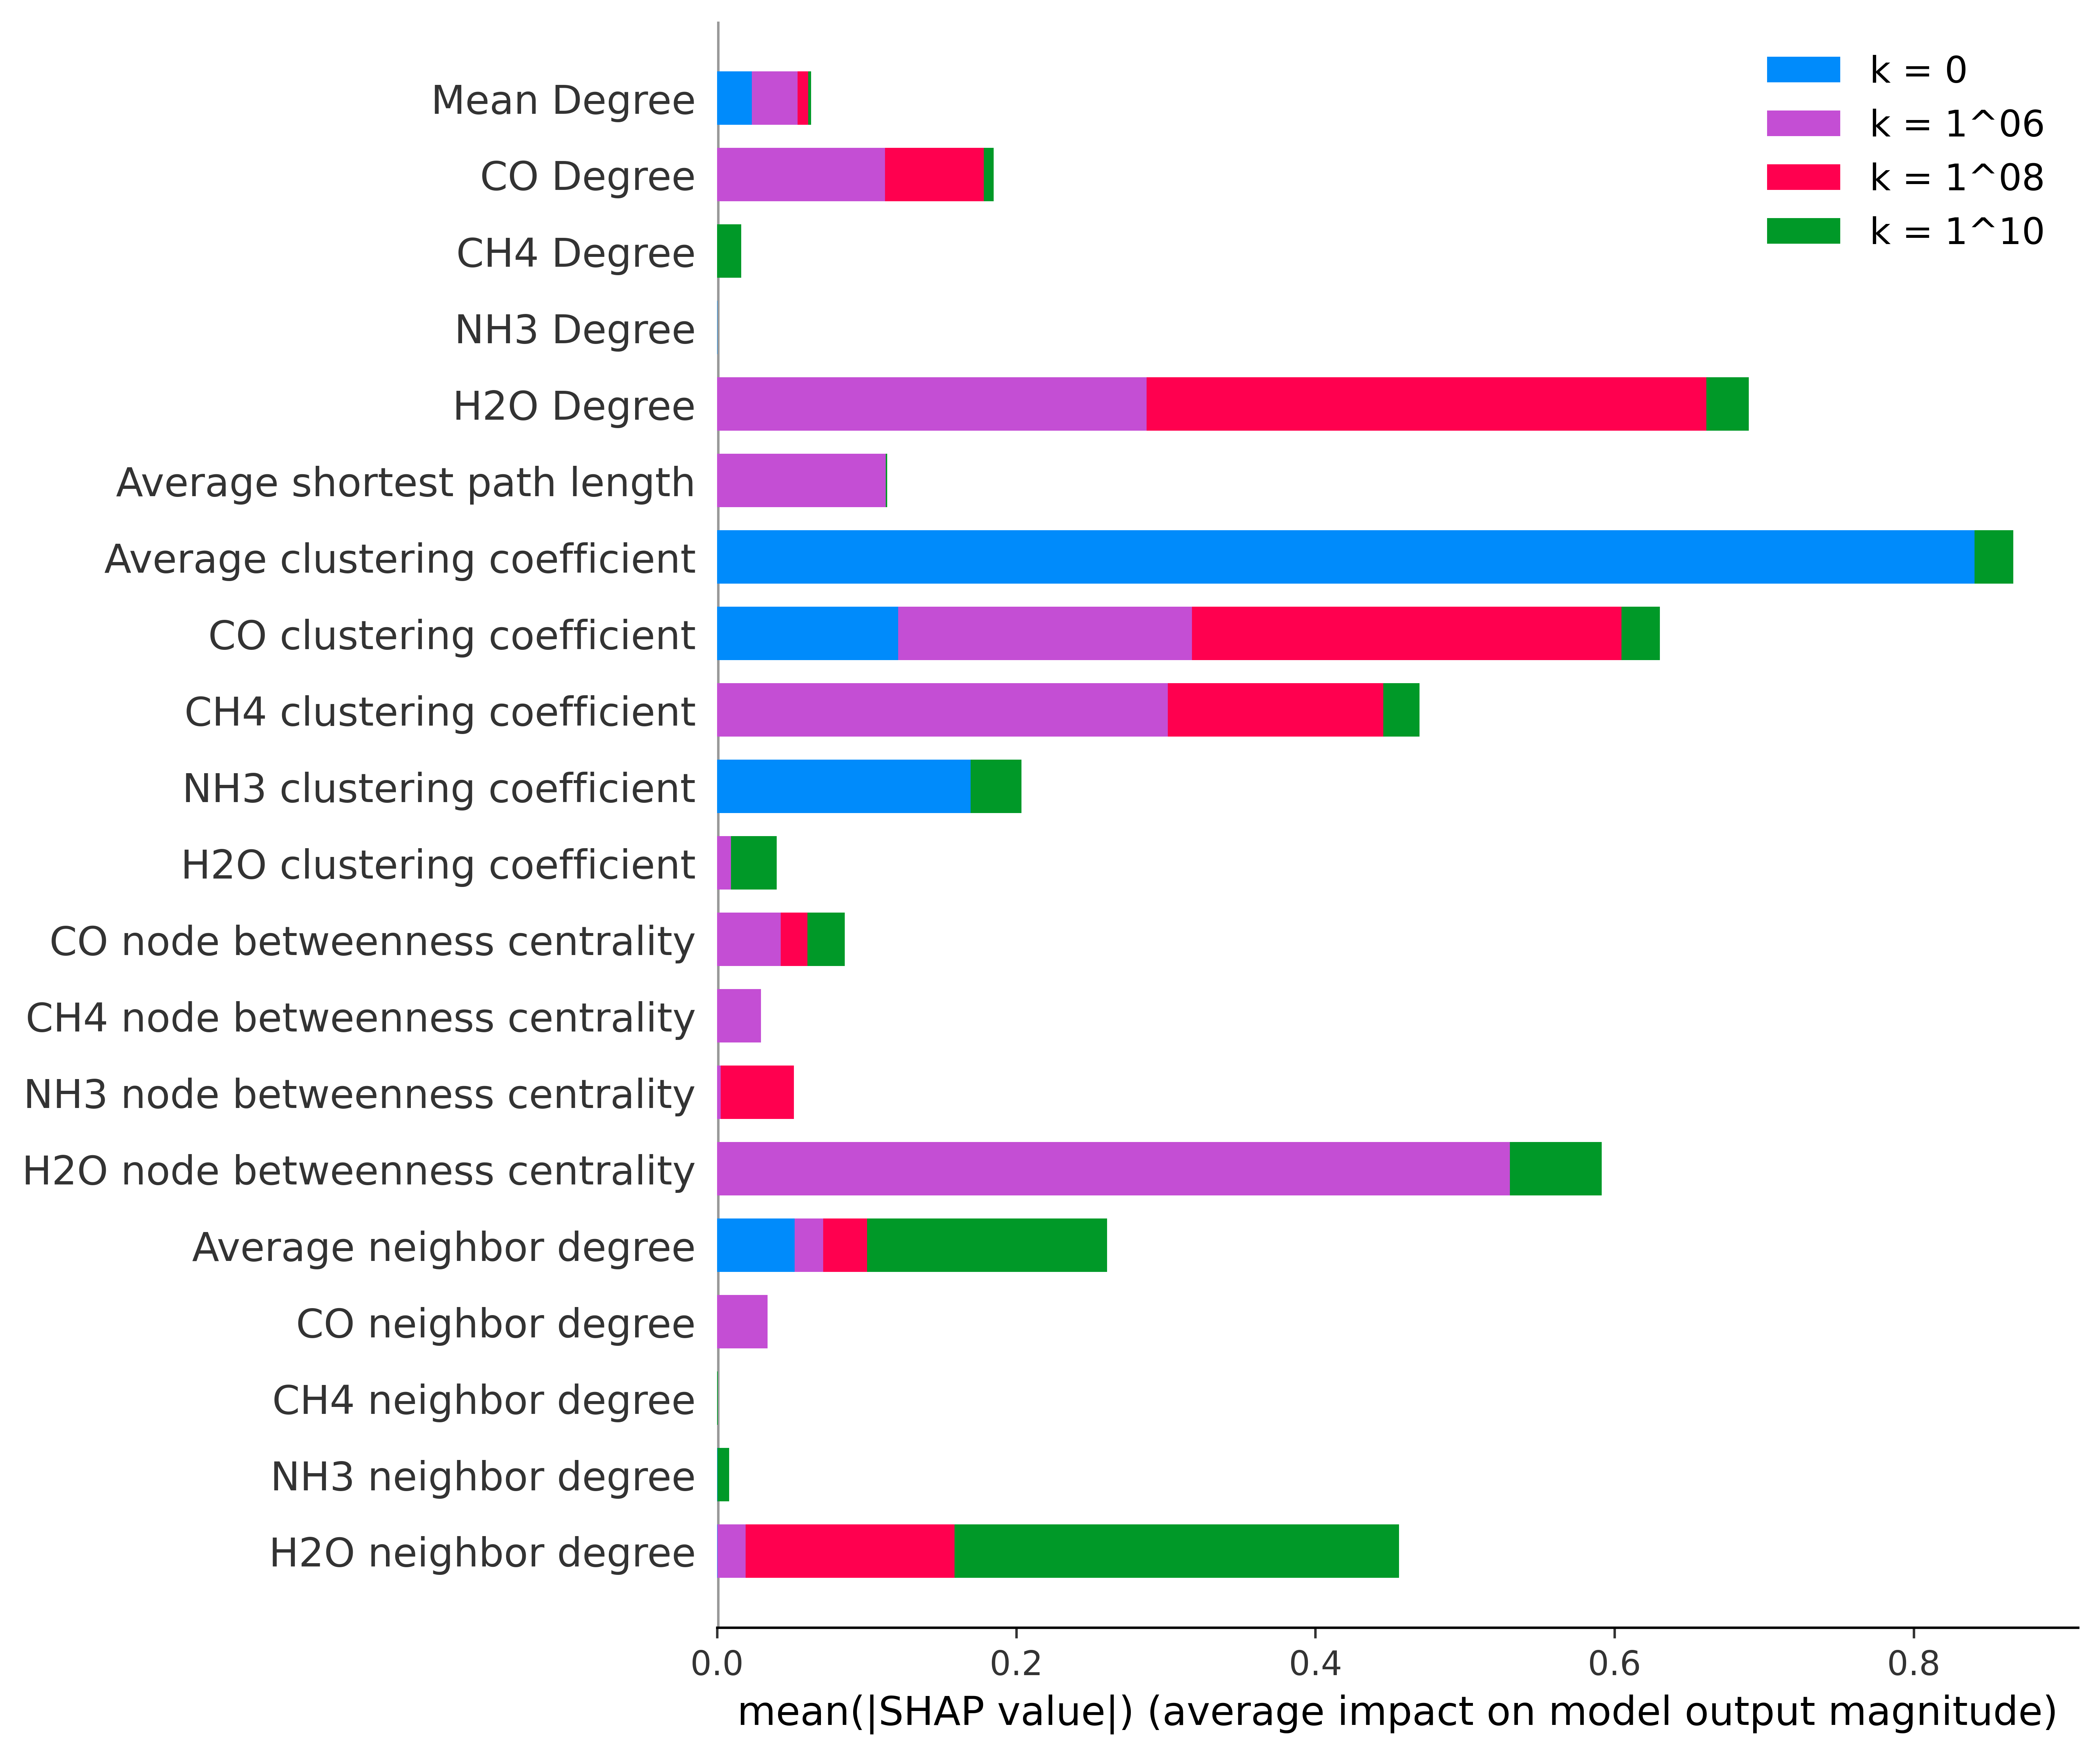 k = 0
k = 1^06
k = 1^08
k = 1^10
Mean Degree
CO Degree
CH4 Degree
NH3 Degree
H2O Degree
Average shortest path length
Average clustering coefficient
CO clustering coefficient
CH4 clustering coefficient
NH3 clustering coefficient
H2O clustering coefficient
CO node betweenness centrality
CH4 node betweenness centrality
NH3 node betweenness centrality
H2O node betweenness centrality
Average neighbor degree
CO neighbor degree
CH4 neighbor degree
NH3 neighbor degree
H2O neighbor degree
0.0 0.2 0.4 0.6 0.8
mean(|SHAP value|) (average impact on model output magnitude)